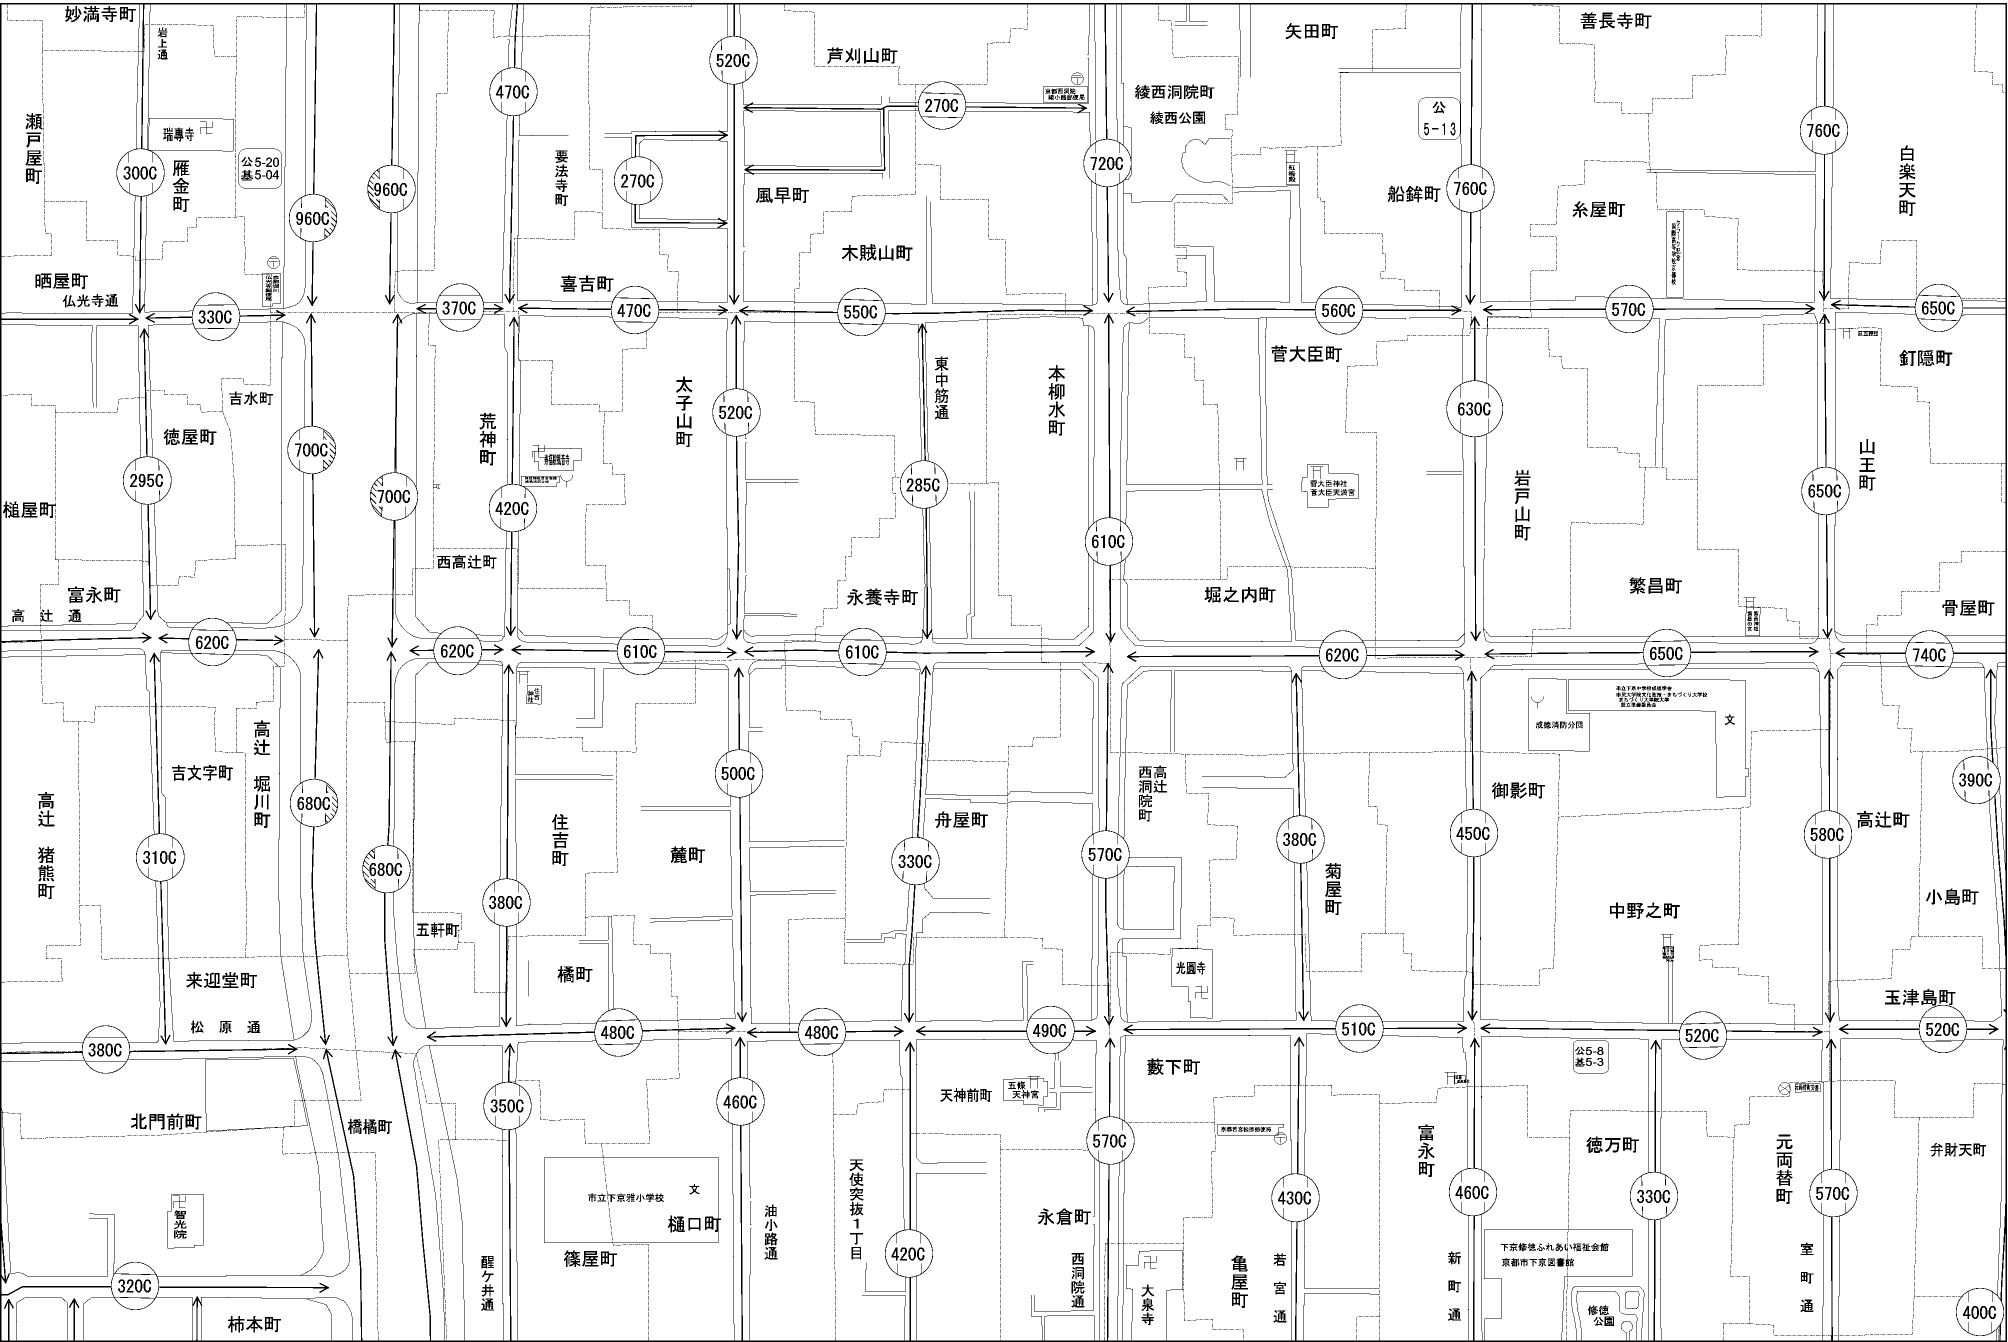 妙満寺町
岩上通
芦刈山町
矢田町
善長寺町
520C
470C
270C
綾西洞院町
綾西公園
公
5-13
760C
瀬戸屋町
瑞專寺
300C
雁金町
公5-20
基5-04
960C
960C
要法寺町
270C
風早町
720C
船鉾町
760C
糸屋町
白楽天町
木賊山町
晒屋町
仏光寺通
喜吉町
330C
370C
470C
550C
560C
570C
650C
菅大臣町
釘隠町
吉水町
徳屋町
荒神町
太子山町
520C
東中筋通
本柳水町
630C
700C
295C
700C
420C
285C
菅大臣神社
菅大臣天満宮
岩戸山町
山王町
650C
槌屋町
610C
西高辻町
富永町
高辻通
永養寺町
堀之内町
繁昌町
骨屋町
620C
620C
610C
610C
620C
650C
740C
成徳消防分団
文
高辻猪熊町
吉文字町
高辻堀川町
680C
500C
高辻西洞院町
御影町
390C
310C
680C
住吉町
麓町
舟屋町
330C
570C
380C
450C
580C
高辻町
菊屋町
380C
五軒町
中野之町
小島町
来迎堂町
橘町
光圓寺
玉津島町
松原通
380C
480C
480C
490C
510C
520C
520C
公5-8
基5-3
藪下町
350C
460C
天神前町
五條
天神宮
北門前町
橋橘町
570C
富永町
徳万町
元両替町
弁財天町
智光院
市立下京雅小学校
文
樋口町
天使突抜1丁目
永倉町
430C
460C
330C
570C
篠屋町
油小路通
420C
西洞院通
大泉寺
亀屋町
若宮通
新町通
下京修徳ふれあい福祉会館
京都市下京図書館
室町通
醒ケ井通
320C
柿本町
修徳
公園
400C